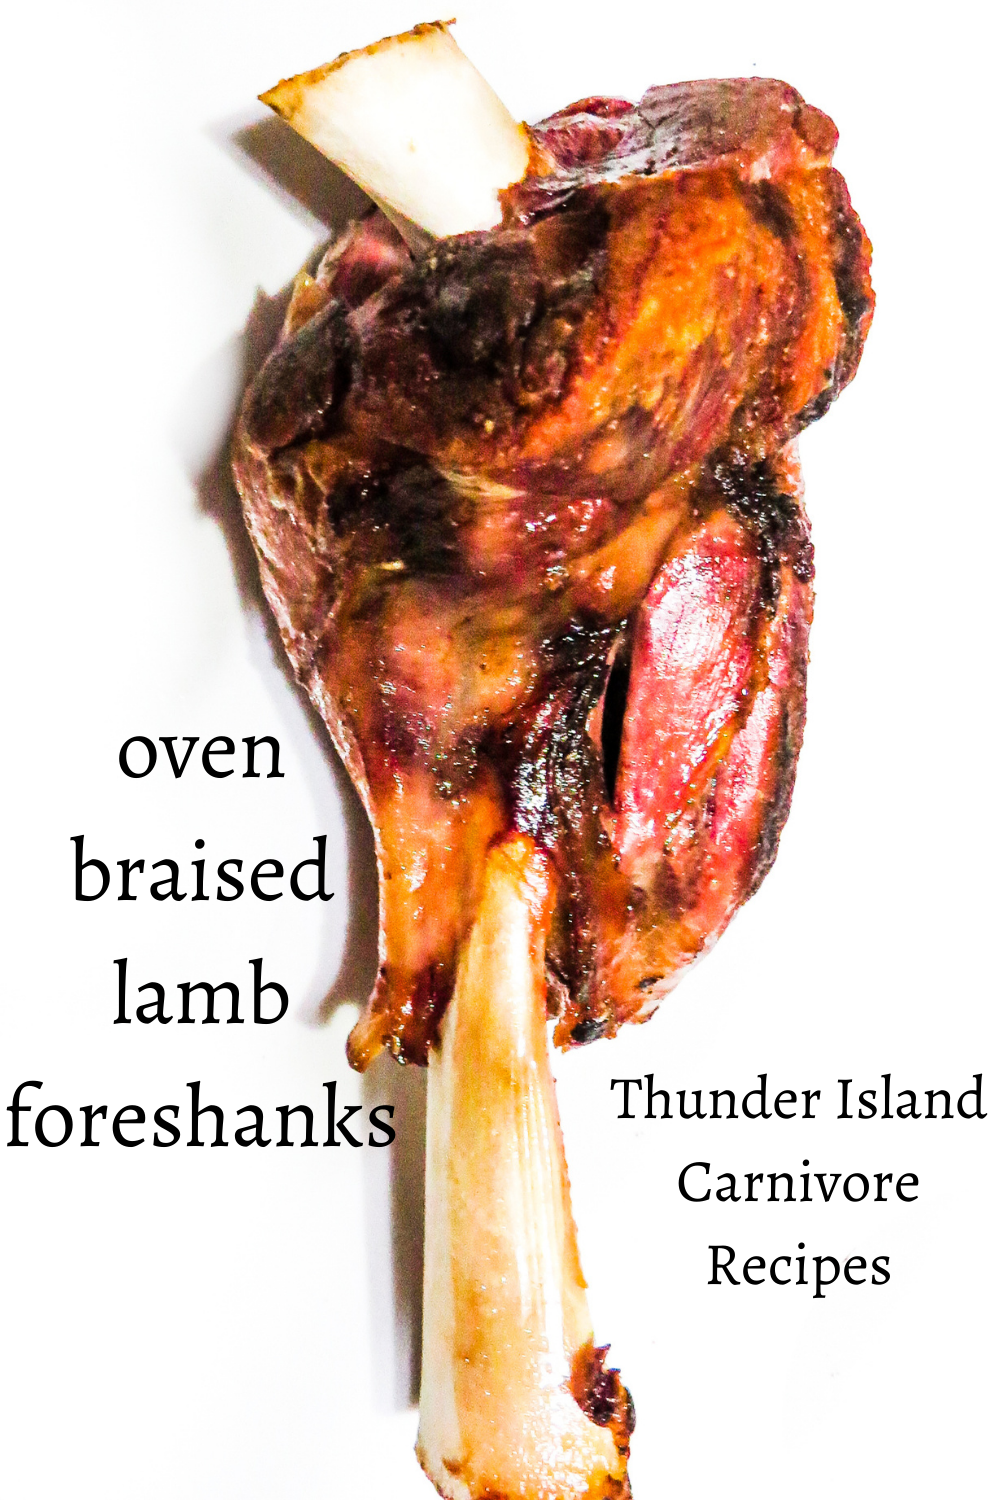 oven
braised
lamb
foreshanks
Thunder Island
Carnivore
Recipes